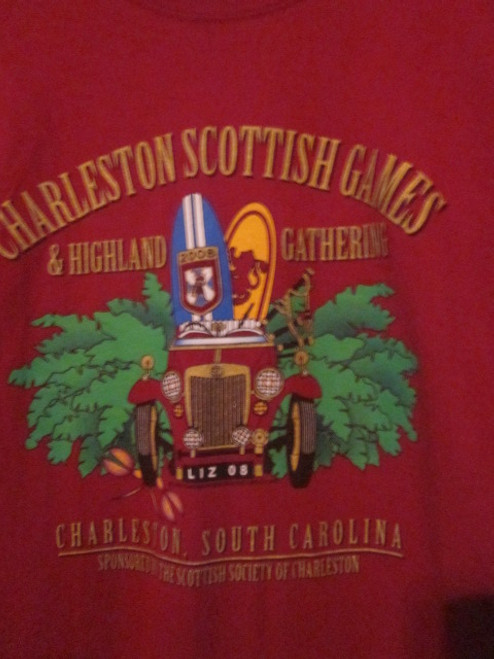 CHARLESTON SCOTTISH GAMES
& HIGHLAND GATHERING
2008
LIZ 08
CHARLESTON, SOUTH CAROLINA
SPONSORED BY THE SCOTTISH SOCIETY OF CHARLESTON